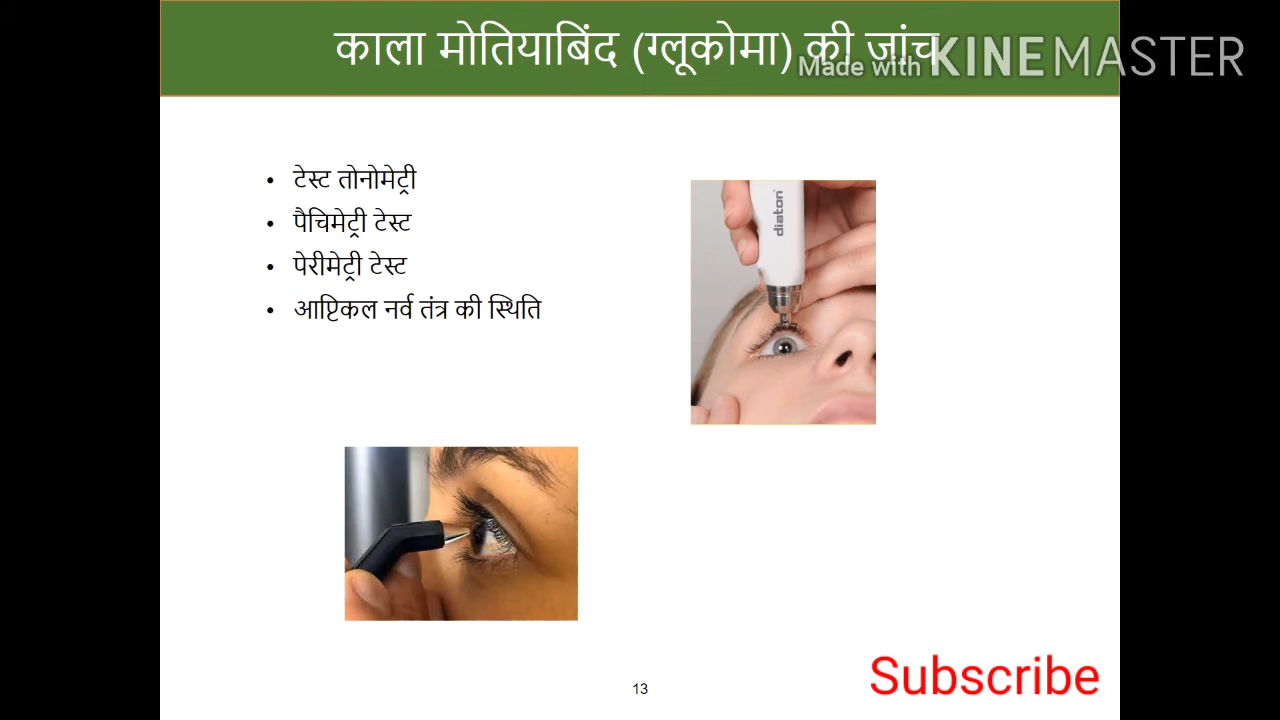 काला मोतियाबिंद (ग्लूकोमा) की जांच
Made with KINEMASTER
• टेस्ट तोनोमेट्री
• पैचिमेट्री टेस्ट
• पेरीमेट्री टेस्ट
• आप्टिकल नर्व तंत्र की स्थिति
diaton
13
Subscribe